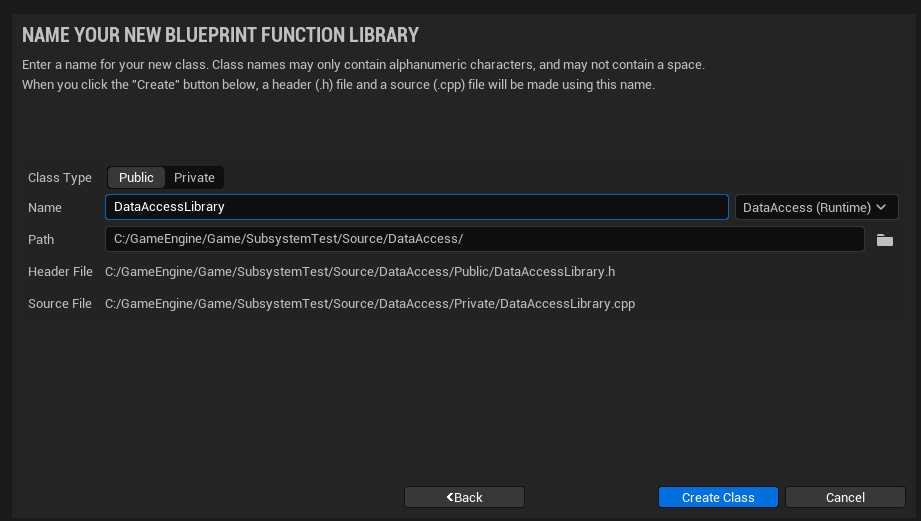 NAME YOUR NEW BLUEPRINT FUNCTION LIBRARY
Enter a name for your new class. Class names may only contain alphanumeric characters, and may not contain a space.
When you click the "Create" button below, a header (.h) file and a source (.cpp) file will be made using this name.
Class Type Public Private
Name DataAccessLibrary DataAccess (Runtime)
Path C:/GameEngine/Game/SubsystemTest/Source/DataAccess/
Header File C:/GameEngine/Game/SubsystemTest/Source/DataAccess/Public/DataAccessLibrary.h
Source File C:/GameEngine/Game/SubsystemTest/Source/DataAccess/Private/DataAccessLibrary.cpp
Back Create Class Cancel